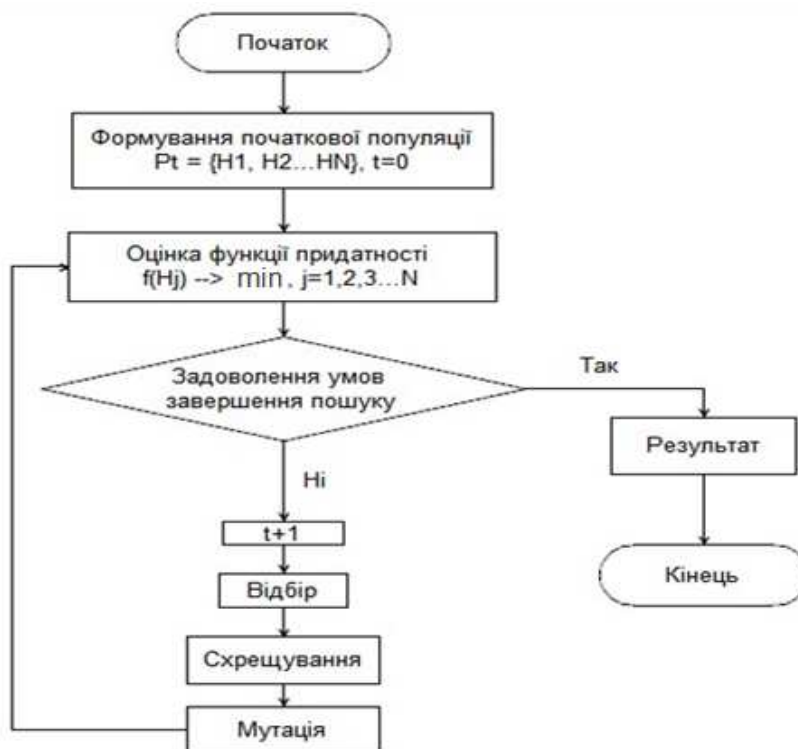 Початок
Формування початкової популяції
Pt = {H1, H2...HN}, t=0
Оцінка функції придатності
f(Hj) --> min, j=1,2,3...N
Задоволення умов
завершення пошуку
Так
Результат
Кінець
Ні
t+1
Відбір
Схрещування
Мутація